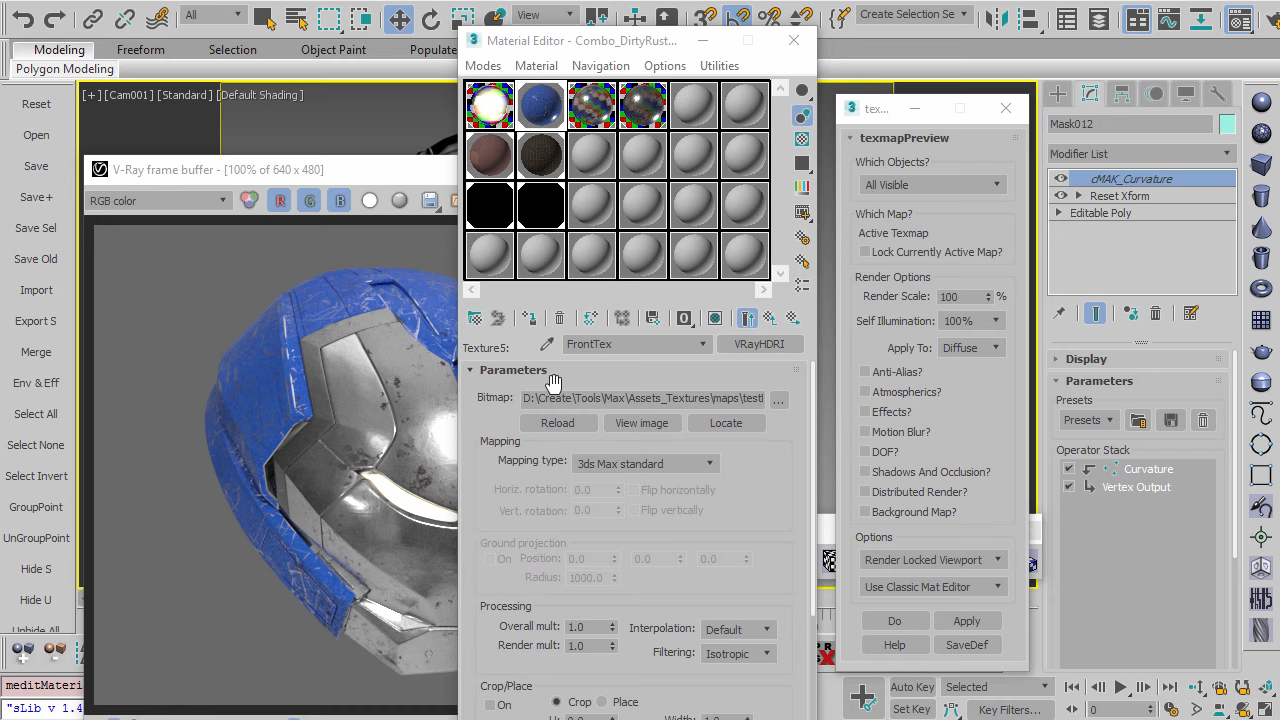 All
View
Create Selection Se
Modeling
Freeform
Selection
Object Paint
Populate
Polygon Modeling
Reset
Open
Save
Save+
Save Sel
Save Old
Import
Export S
Merge
Env & Eff
Select All
Select None
GroupPoint
UnGroupPoint
Hide S
Hide U
Unhide All
[+] [Cam001] [Standard] [Default Shading]
V-Ray frame buffer - [100% of 640 x 480]
RGB color
R
G
B
Material Editor - Combo_DirtyRust...
Modes
Material
Navigation
Options
Utilities
Texture5:
FrontTex
VRayHDRI
Parameters
Bitmap:
D:\Create\Tools\Max\Assets_Textures\maps\test
...
Reload
View image
Locate
Mapping
Mapping type:
3ds Max standard
Horiz. rotation:
0.0
Flip horizontally
Vert. rotation:
0.0
Flip vertically
Ground projection
On
Position:
0.0
0.0
0.0
Radius:
1000.0
Processing
Overall mult:
1.0
Interpolation:
Default
Render mult:
1.0
Filtering:
Isotropic
Crop/Place
On
Crop
Place
tex...
texmapPreview
Which Objects?
All Visible
Which Map?
Active Texmap
Lock Currently Active Map?
Render Options
Render Scale:
100
%
Self Illumination:
100%
Apply To:
Diffuse
Anti-Alias?
Atmospherics?
Effects?
Motion Blur?
DOF?
Shadows And Occlusion?
Distributed Render?
Background Map?
Options
Render Locked Viewport
Use Classic Mat Editor
Do
Apply
Help
SaveDef
Mask012
Modifier List
cMAK_Curvature
Reset Xform
Editable Poly
Display
Parameters
Presets
Presets
Operator Stack
Curvature
Vertex Output
Auto Key
Selected
Set Key
Key Filters...
0
meditMateri
"sLib v 1.4